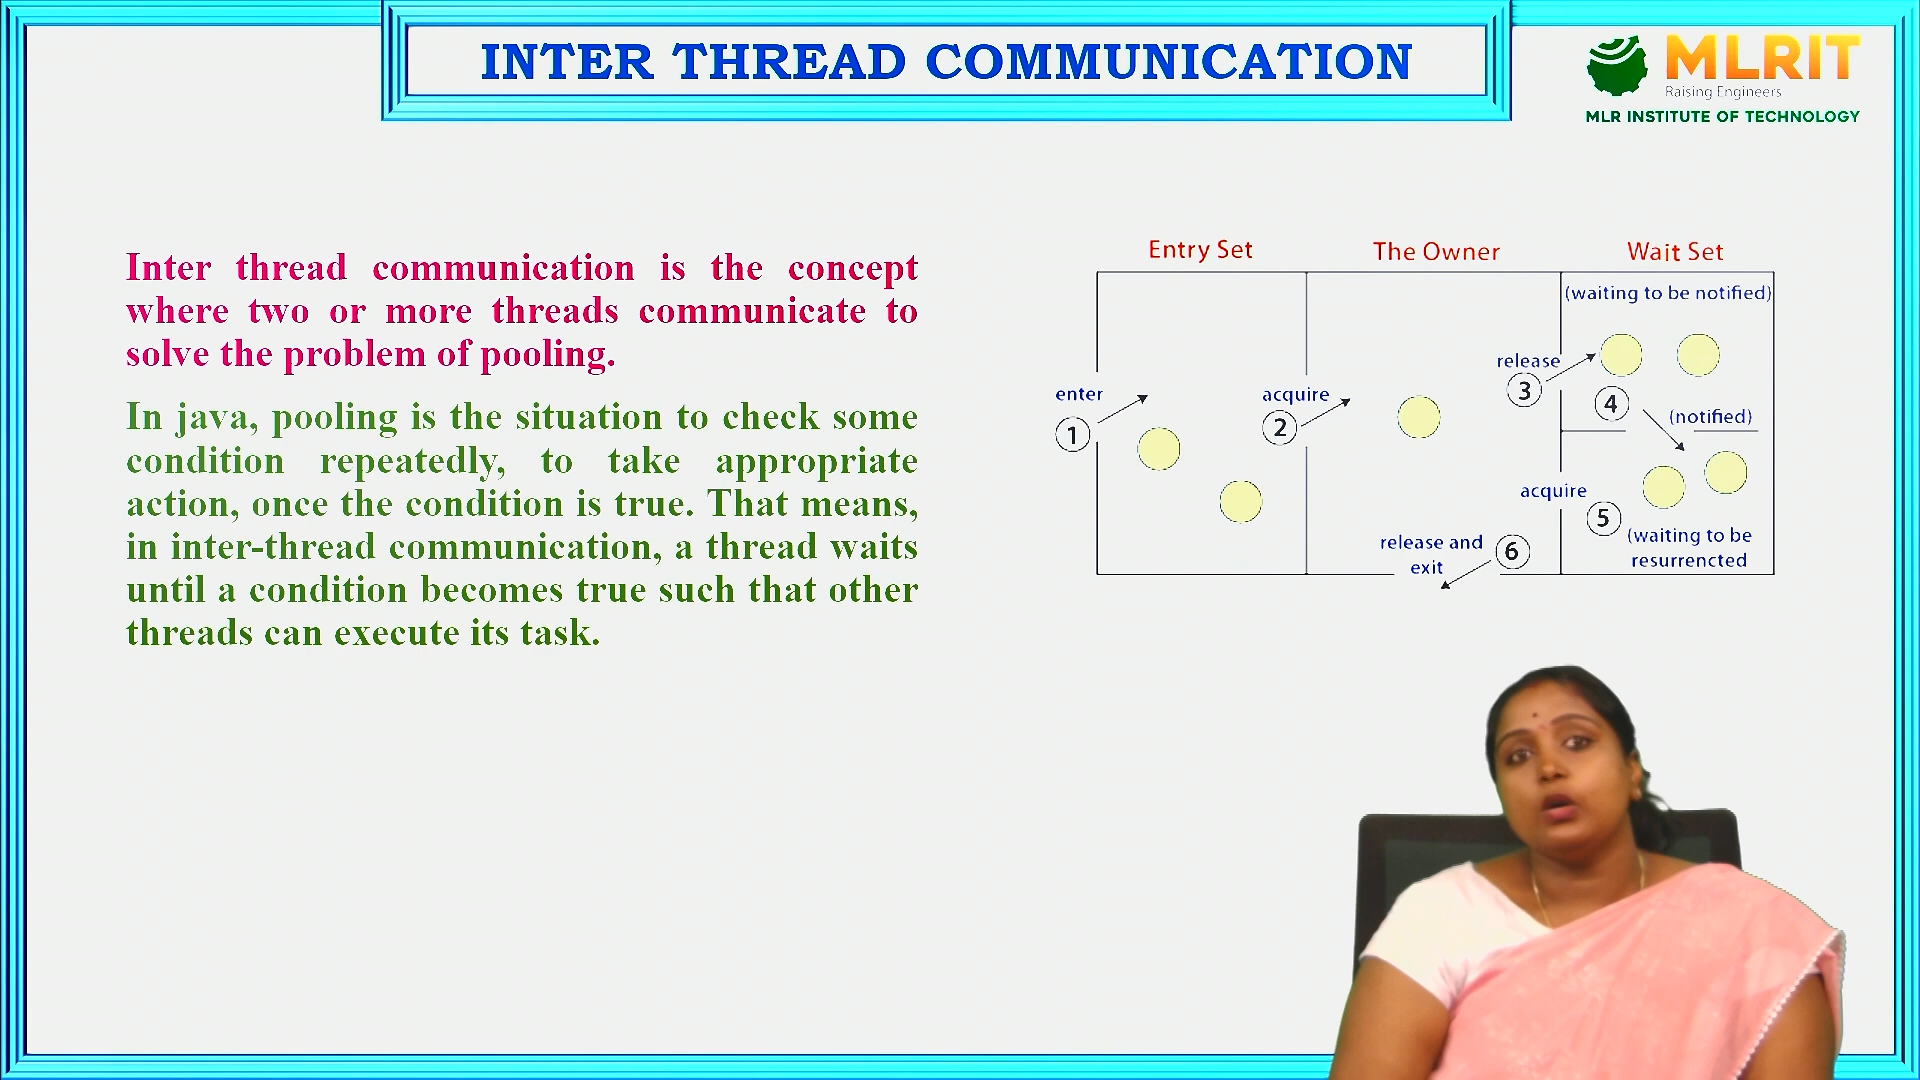 INTER THREAD COMMUNICATION
MLRIT
Raising Engineers
MLR INSTITUTE OF TECHNOLOGY
Inter thread communication is the concept
where two or more threads communicate to
solve the problem of pooling.
In java, pooling is the situation to check some
condition repeatedly, to take appropriate
action, once the condition is true. That means,
in inter-thread communication, a thread waits
until a condition becomes true such that other
threads can execute its task.
Entry Set
The Owner
Wait Set
(waiting to be notified)
enter
1
acquire
2
release
3
4
(notified)
acquire
5
(waiting to be
resurrencted
release and
exit
6